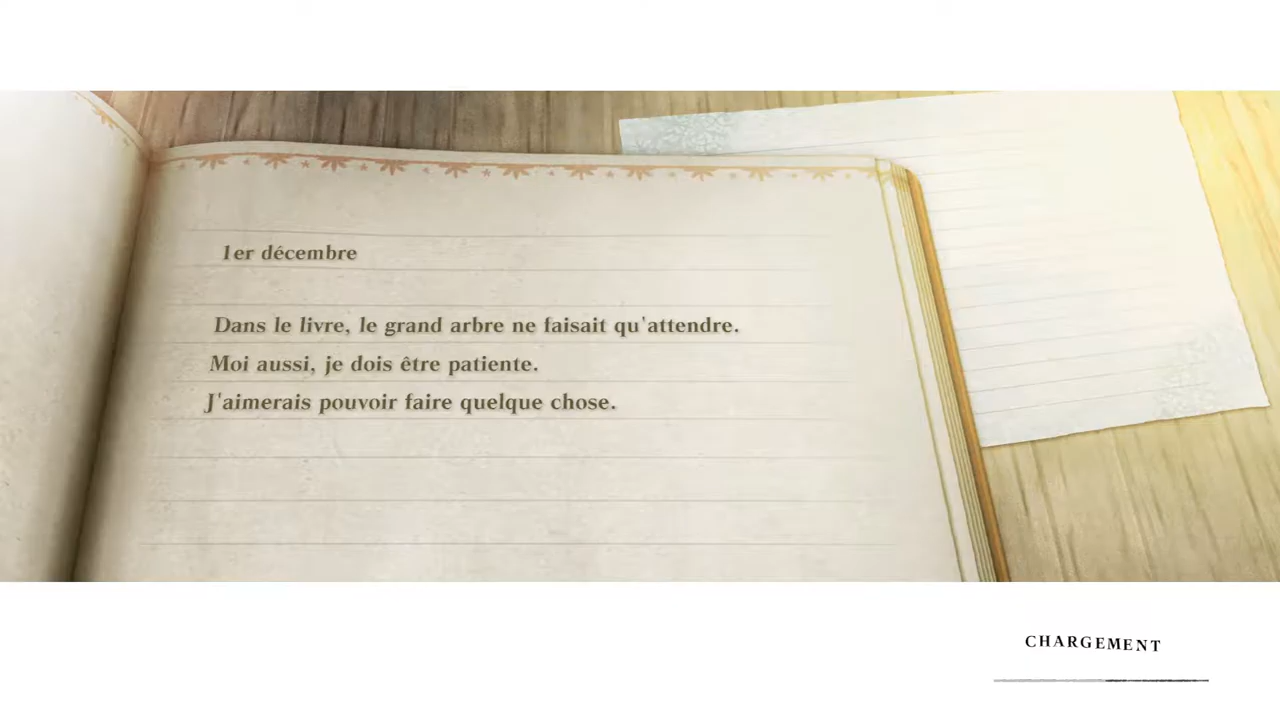 1er décembre
Dans le livre, le grand arbre ne faisait qu'attendre.
Moi aussi, je dois être patiente.
J'aimerais pouvoir faire quelque chose.
CHARGEMENT